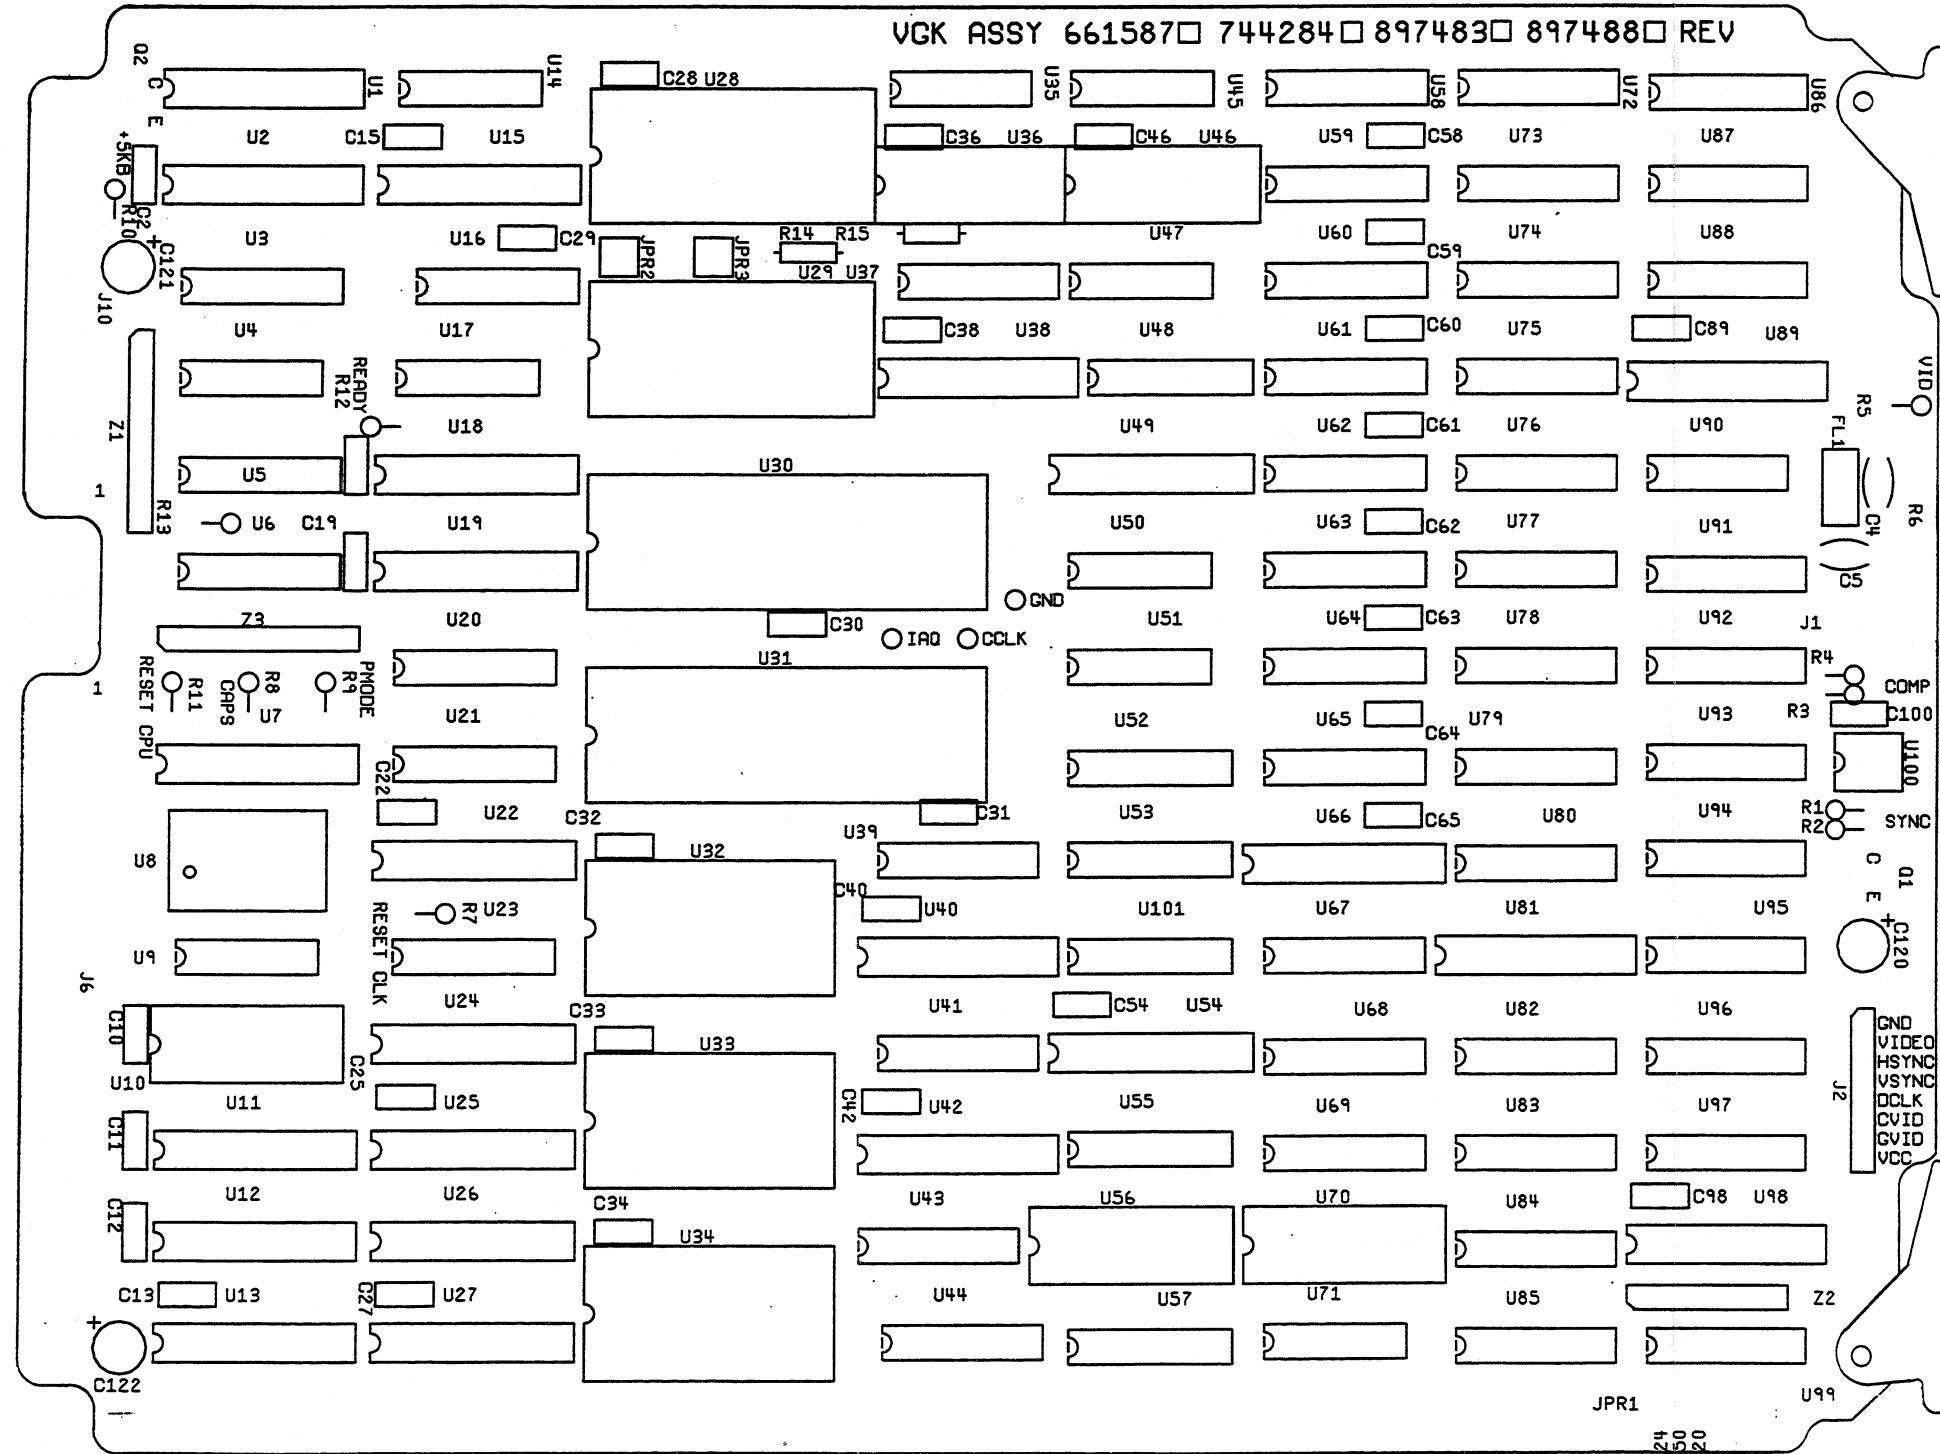 VGK ASSY 661587□ 744284□ 897483□ 897488□ REV
Q2
C
E
U1
U14
C28 U28
U35
U45
U58
U72
U86
U2
C15
U15
C36
U36
C46
U46
U59
C58
U73
U87
+5KB
R10
C2
U3
U16
C29
JPR2
JPR3
R14
R15
U29
U37
U47
U60
C59
U74
U88
+
C121
J10
U4
U17
C38
U38
U48
U61
C60
U75
C89
U89
READY
R12
VID
R5
Z1
U18
U49
U62
C61
U76
U90
FL1
U5
U30
1
R13
U6
C19
U19
U50
U63
C62
U77
U91
C4
R6
C5
GND
Z3
U20
C30
IAQ
CCLK
U51
U64
C63
U78
U92
J1
U31
R4
1
RESET CPU
R11
CAPS
R8
U7
R9
PMODE
U21
U52
U65
C64
U79
U93
R3
COMP
C100
U100
C22
U22
C32
C31
U53
U66
C65
U80
U94
R1
R2
SYNC
U8
U32
U39
C
E
Q1
C40
RESET CLK
R7
U23
U40
U101
U67
U81
U95
+
C120
U9
J6
U24
C33
U41
C54
U54
U68
U82
U96
C10
U33
GND
VIDEO
HSYNC
VSYNC
DCLK
CVID
GVID
VCC
J2
U10
C25
U11
U25
C42
U42
U55
U69
U83
U97
C11
U12
U26
C34
U43
U56
U70
U84
C98
U98
C12
U34
C13
U13
C27
U27
U44
U57
U71
U85
Z2
+
C122
JPR1
U99
24
50
20